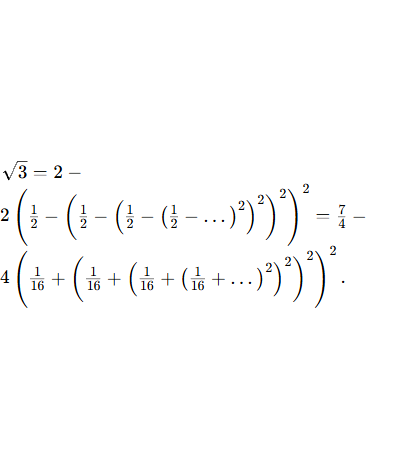 √3 = 2 −
2(1/2 − (1/2 − (1/2 − (1/2 − …)²)²)²)² = 7/4 −
4(1/16 + (1/16 + (1/16 + (1/16 + …)²)²)²)².